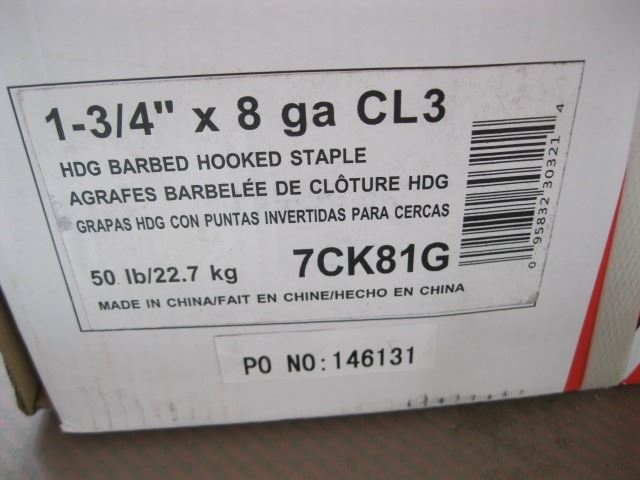 1-3/4" x 8 ga CL3
HDG BARBED HOOKED STAPLE
AGRAFES BARBELÉE DE CLÔTURE HDG
GRAPAS HDG CON PUNTAS INVERTIDAS PARA CERCAS
50 lb/22.7 kg 7CK81G
MADE IN CHINA/FAIT EN CHINE/HECHO EN CHINA
0 95832 30321 4
PO NO:146131